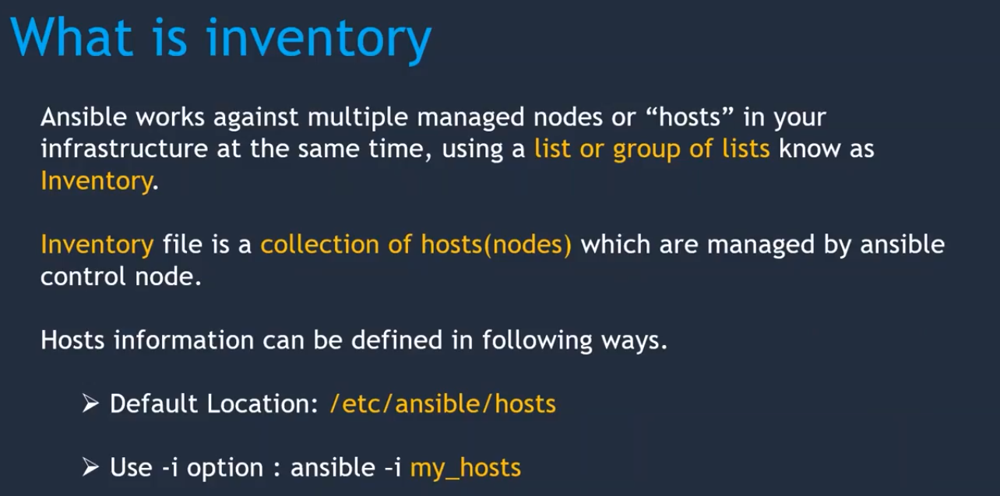 What is inventory
Ansible works against multiple managed nodes or “hosts” in your
infrastructure at the same time, using a list or group of lists know as
Inventory.
Inventory file is a collection of hosts(nodes) which are managed by ansible
control node.
Hosts information can be defined in following ways.
➢ Default Location: /etc/ansible/hosts
➢ Use -i option : ansible –i my_hosts